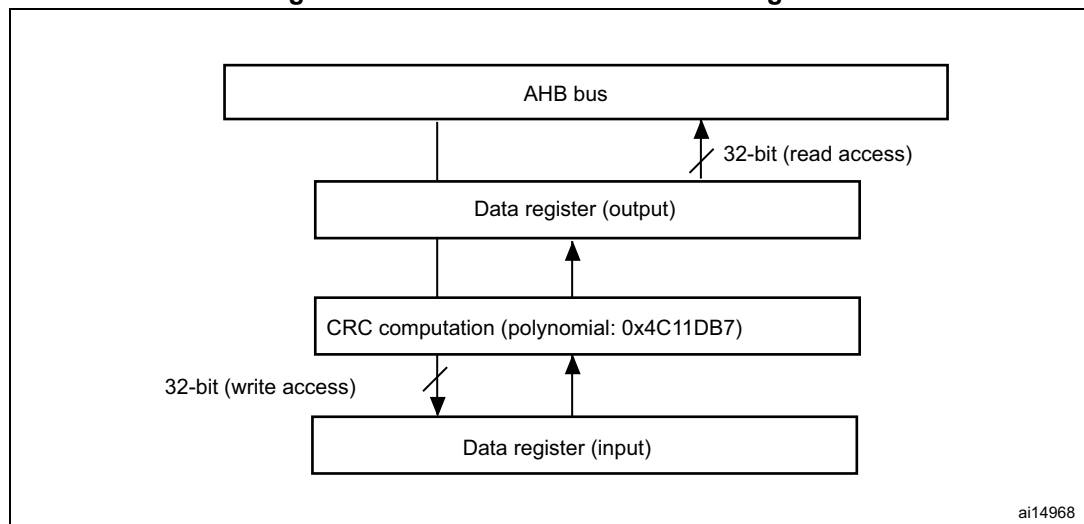 AHB bus
32-bit (read access)
Data register (output)
CRC computation (polynomial: 0x4C11DB7)
32-bit (write access)
Data register (input)
ai14968